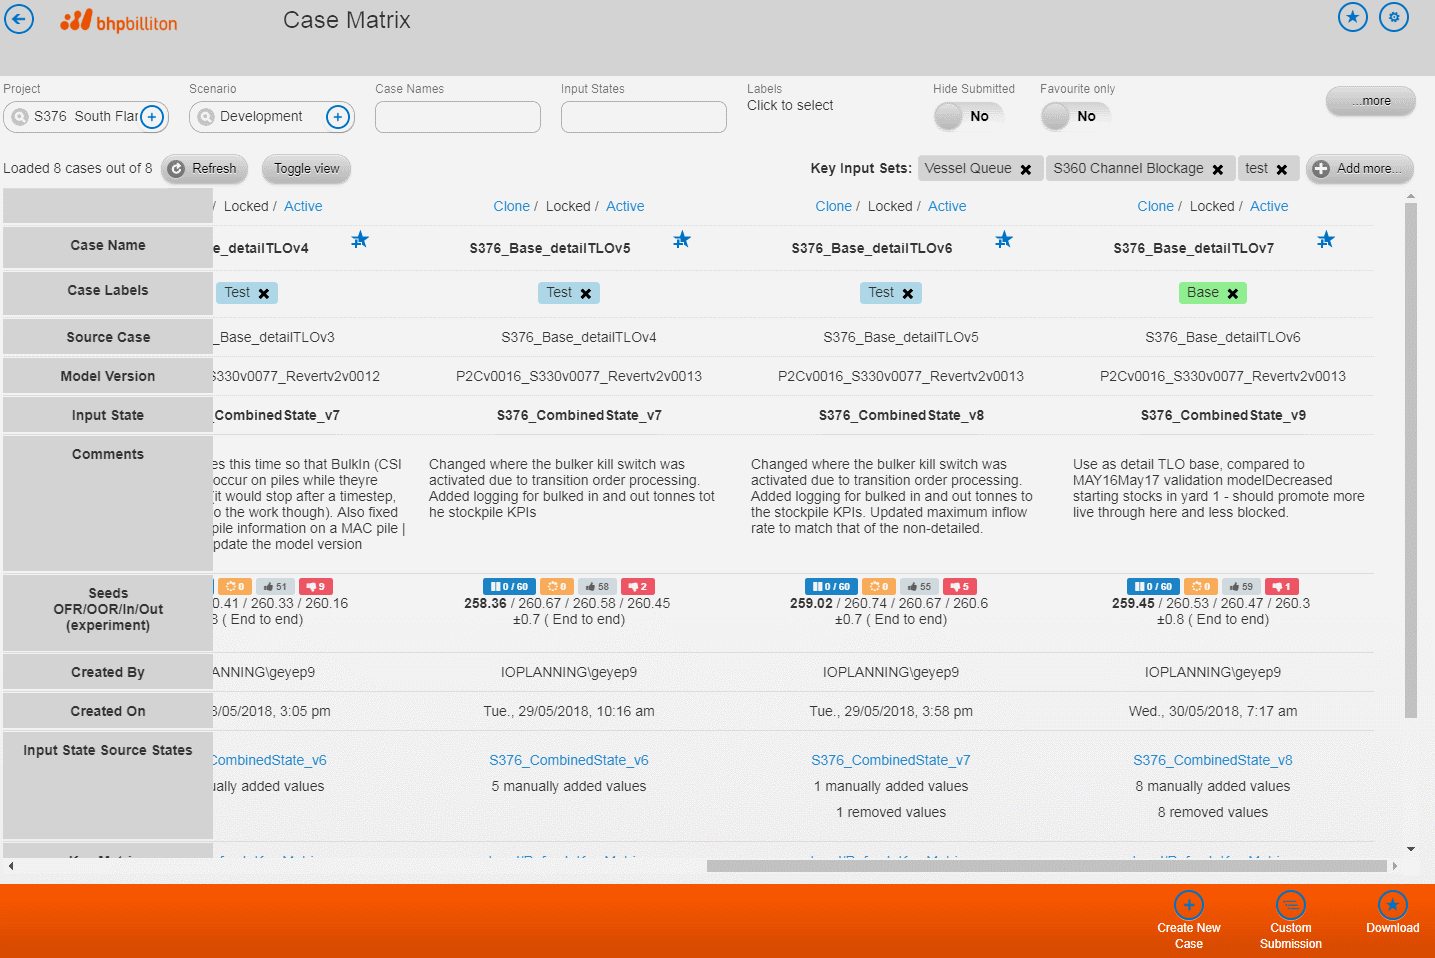 bhpbilliton
Case Matrix
Project
Scenario
Case Names
Input States
Labels
Hide Submitted
Favourite only
S376 South Flar
Development
Click to select
No
No
...more
Loaded 8 cases out of 8
Refresh
Toggle view
Key Input Sets:
Vessel Queue
S360 Channel Blockage
test
Add more...
/ Locked / Active
Clone / Locked / Active
Clone / Locked / Active
Clone / Locked / Active
Case Name
e_detailTLOv4
S376_Base_detailTLOv5
S376_Base_detailTLOv6
S376_Base_detailTLOv7
Case Labels
Test
Test
Test
Base
Source Case
_Base_detailTLOv3
S376_Base_detailTLOv4
S376_Base_detailTLOv5
S376_Base_detailTLOv6
Model Version
S330v0077_Revertv2v0012
P2Cv0016_S330v0077_Revertv2v0013
P2Cv0016_S330v0077_Revertv2v0013
P2Cv0016_S330v0077_Revertv2v0013
Input State
_CombinedState_v7
S376_CombinedState_v7
S376_CombinedState_v8
S376_CombinedState_v9
Comments
es this time so that BulkIn (CSI
occur on piles while theyre
(it would stop after a timestep,
o the work though). Also fixed
pile information on a MAC pile |
pdate the model version
Changed where the bulker kill switch was
activated due to transition order processing.
Added logging for bulked in and out tonnes tot
he stockpile KPIs
Changed where the bulker kill switch was
activated due to transition order processing.
Added logging for bulked in and out tonnes to
the stockpile KPIs. Updated maximum inflow
rate to match that of the non-detailed.
Use as detail TLO base, compared to
MAY16May17 validation modelDecreased
starting stocks in yard 1 - should promote more
live through here and less blocked.
Seeds
OFR/OOR/In/Out
(experiment)
0 51 9
0.41 / 260.33 / 260.16
3 ( End to end)
0 / 60 0 58 2
258.36 / 260.67 / 260.58 / 260.45
±0.7 ( End to end)
0 / 60 0 55 5
259.02 / 260.74 / 260.67 / 260.6
±0.7 ( End to end)
0 / 60 0 59 1
259.45 / 260.53 / 260.47 / 260.3
±0.8 ( End to end)
Created By
ANNING\geyep9
IOPLANNING\geyep9
IOPLANNING\geyep9
IOPLANNING\geyep9
Created On
/05/2018, 3:05 pm
Tue., 29/05/2018, 10:16 am
Tue., 29/05/2018, 3:58 pm
Wed., 30/05/2018, 7:17 am
Input State Source States
CombinedState_v6
ually added values
S376_CombinedState_v6
5 manually added values
S376_CombinedState_v7
1 manually added values
1 removed values
S376_CombinedState_v8
8 manually added values
8 removed values
Create New
Case
Custom
Submission
Download